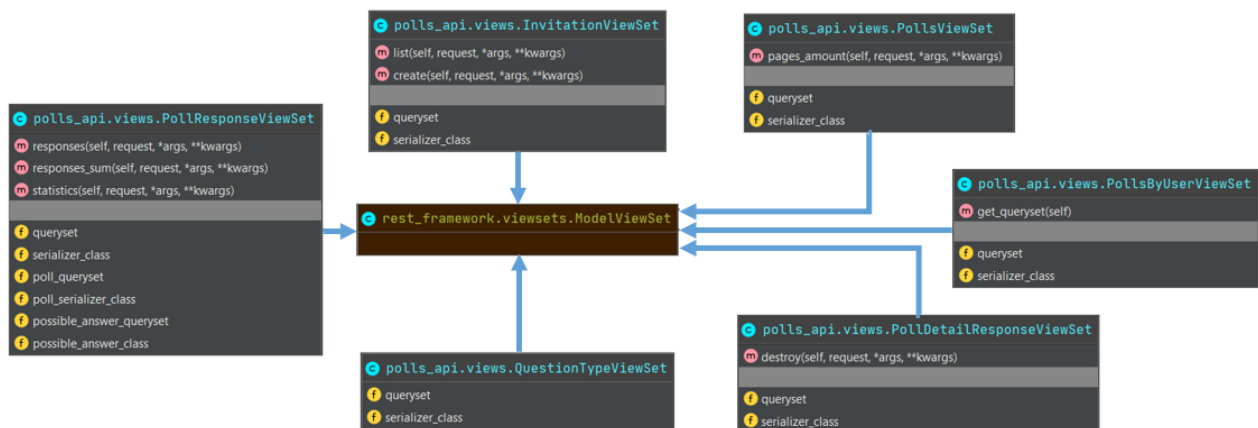 polls_api.views.InvitationViewSet
list(self, request, *args, **kwargs)
create(self, request, *args, **kwargs)
queryset
serializer_class
polls_api.views.PollsViewSet
pages_amount(self, request, *args, **kwargs)
queryset
serializer_class
polls_api.views.PollResponseViewSet
responses(self, request, *args, **kwargs)
responses_sum(self, request, *args, **kwargs)
statistics(self, request, *args, **kwargs)
queryset
serializer_class
poll_queryset
poll_serializer_class
possible_answer_queryset
possible_answer_class
rest_framework.viewsets.ModelViewSet
polls_api.views.PollsByUserViewSet
get_queryset(self)
queryset
serializer_class
polls_api.views.QuestionTypeViewSet
queryset
serializer_class
polls_api.views.PollDetailResponseViewSet
destroy(self, request, *args, **kwargs)
queryset
serializer_class